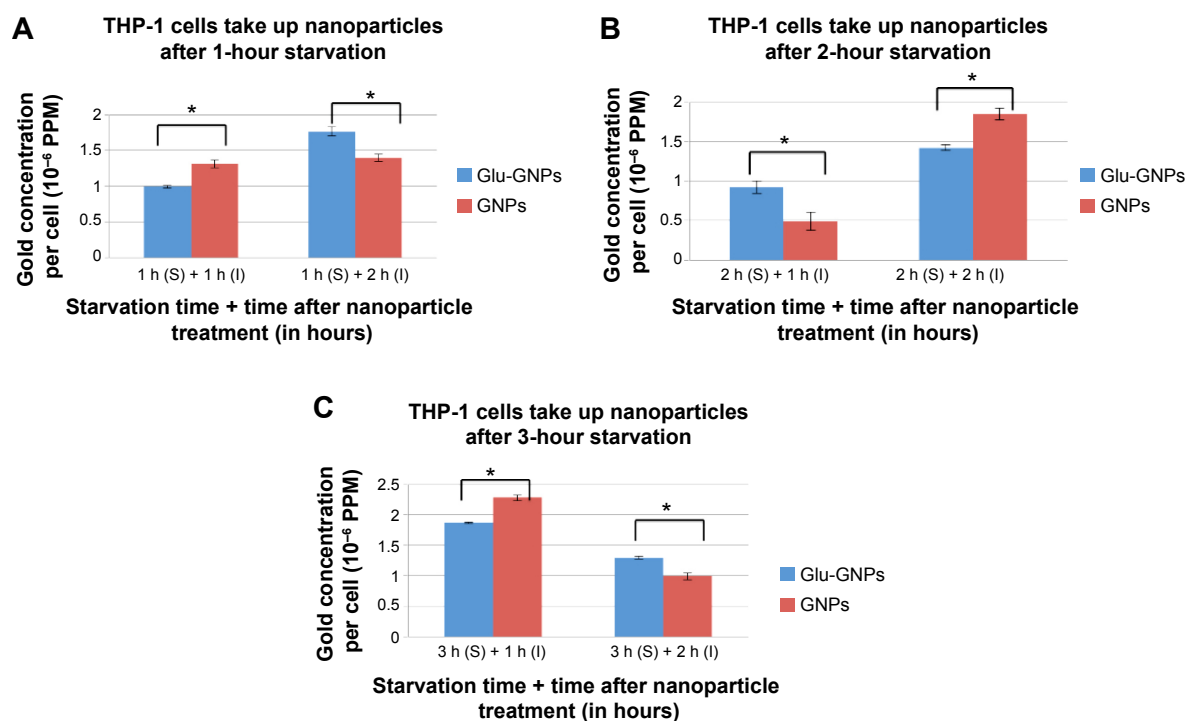 A
THP-1 cells take up nanoparticles
after 1-hour starvation
Gold concentration
per cell (10⁻⁶ PPM)
2
1.5
1
0.5
0
*
*
1 h (S) + 1 h (I)
1 h (S) + 2 h (I)
Glu-GNPs
GNPs
Starvation time + time after nanoparticle
treatment (in hours)
B
THP-1 cells take up nanoparticles
after 2-hour starvation
Gold concentration
per cell (10⁻⁶ PPM)
2
1.5
1
0.5
0
*
*
2 h (S) + 1 h (I)
2 h (S) + 2 h (I)
Glu-GNPs
GNPs
Starvation time + time after nanoparticle
treatment (in hours)
C
THP-1 cells take up nanoparticles
after 3-hour starvation
Gold concentration
per cell (10⁻⁶ PPM)
2.5
2
1.5
1
0.5
0
*
*
3 h (S) + 1 h (I)
3 h (S) + 2 h (I)
Glu-GNPs
GNPs
Starvation time + time after nanoparticle
treatment (in hours)